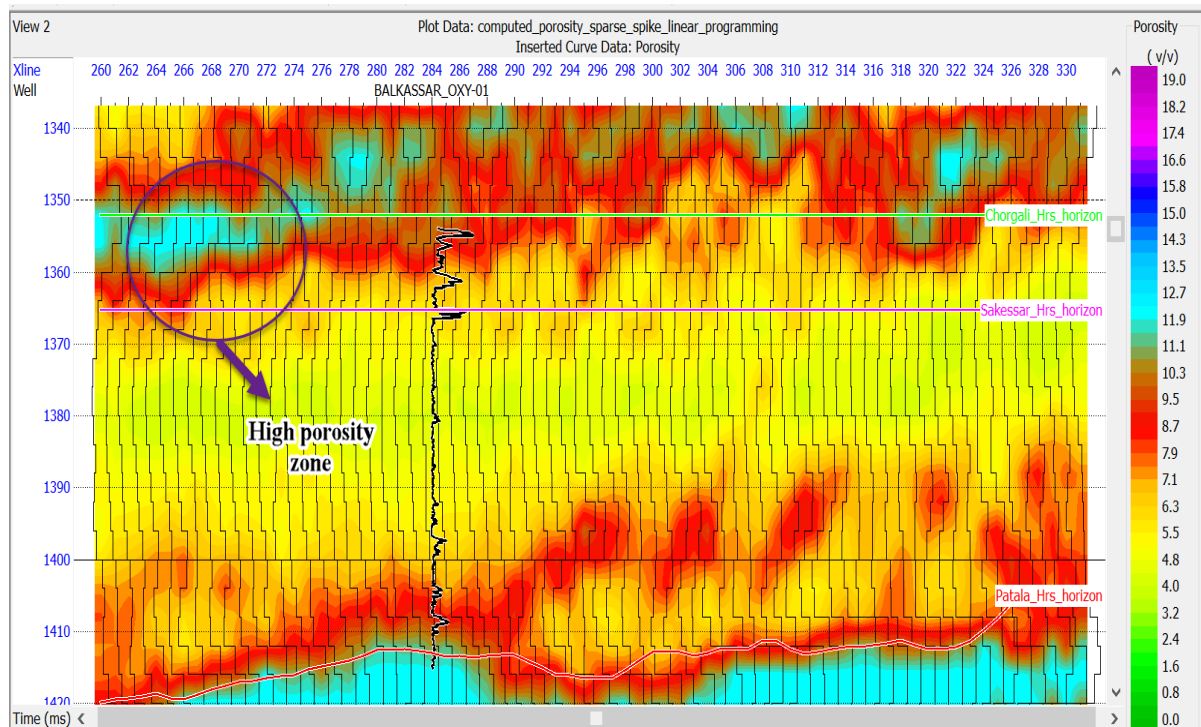 View 2
Plot Data: computed_porosity_sparse_spike_linear_programming
Inserted Curve Data: Porosity
Porosity
( v/v)
Xline 260 262 264 266 268 270 272 274 276 278 280 282 284 286 288 290 292 294 296 298 300 302 304 306 308 310 312 314 316 318 320 322 324 326 328 330
Well BALKASSAR_OXY-01
1340
1350
1360
1370
1380
1390
1400
1410
1420
Chorgali_Hrs_horizon
Sakessar_Hrs_horizon
High porosity
zone
Patala_Hrs_horizon
19.0
18.2
17.4
16.6
15.8
15.0
14.3
13.5
12.7
11.9
11.1
10.3
9.5
8.7
7.9
7.1
6.3
5.5
4.8
4.0
3.2
2.4
1.6
0.8
0.0
Time (ms)